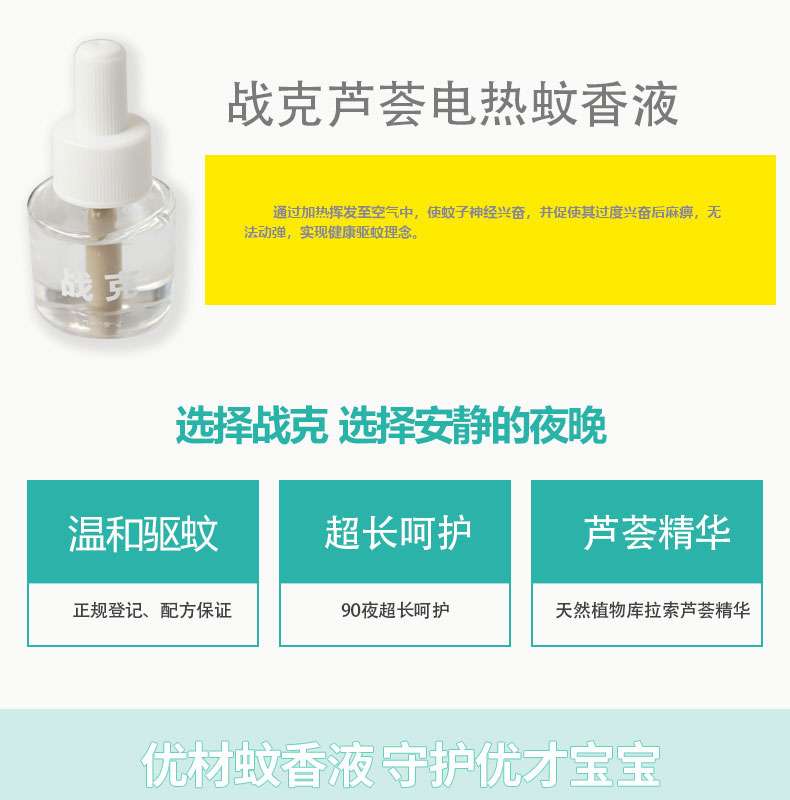 战克芦荟电热蚊香液
通过加热挥发至空气中，使蚊子神经兴奋，并促使其过度兴奋后麻痹，无
法动弹，实现健康驱蚊理念。
战克
选择战克 选择安静的夜晚
温和驱蚊
正规登记、配方保证
超长呵护
90夜超长呵护
芦荟精华
天然植物库拉索芦荟精华
优材蚊香液 守护优才宝宝